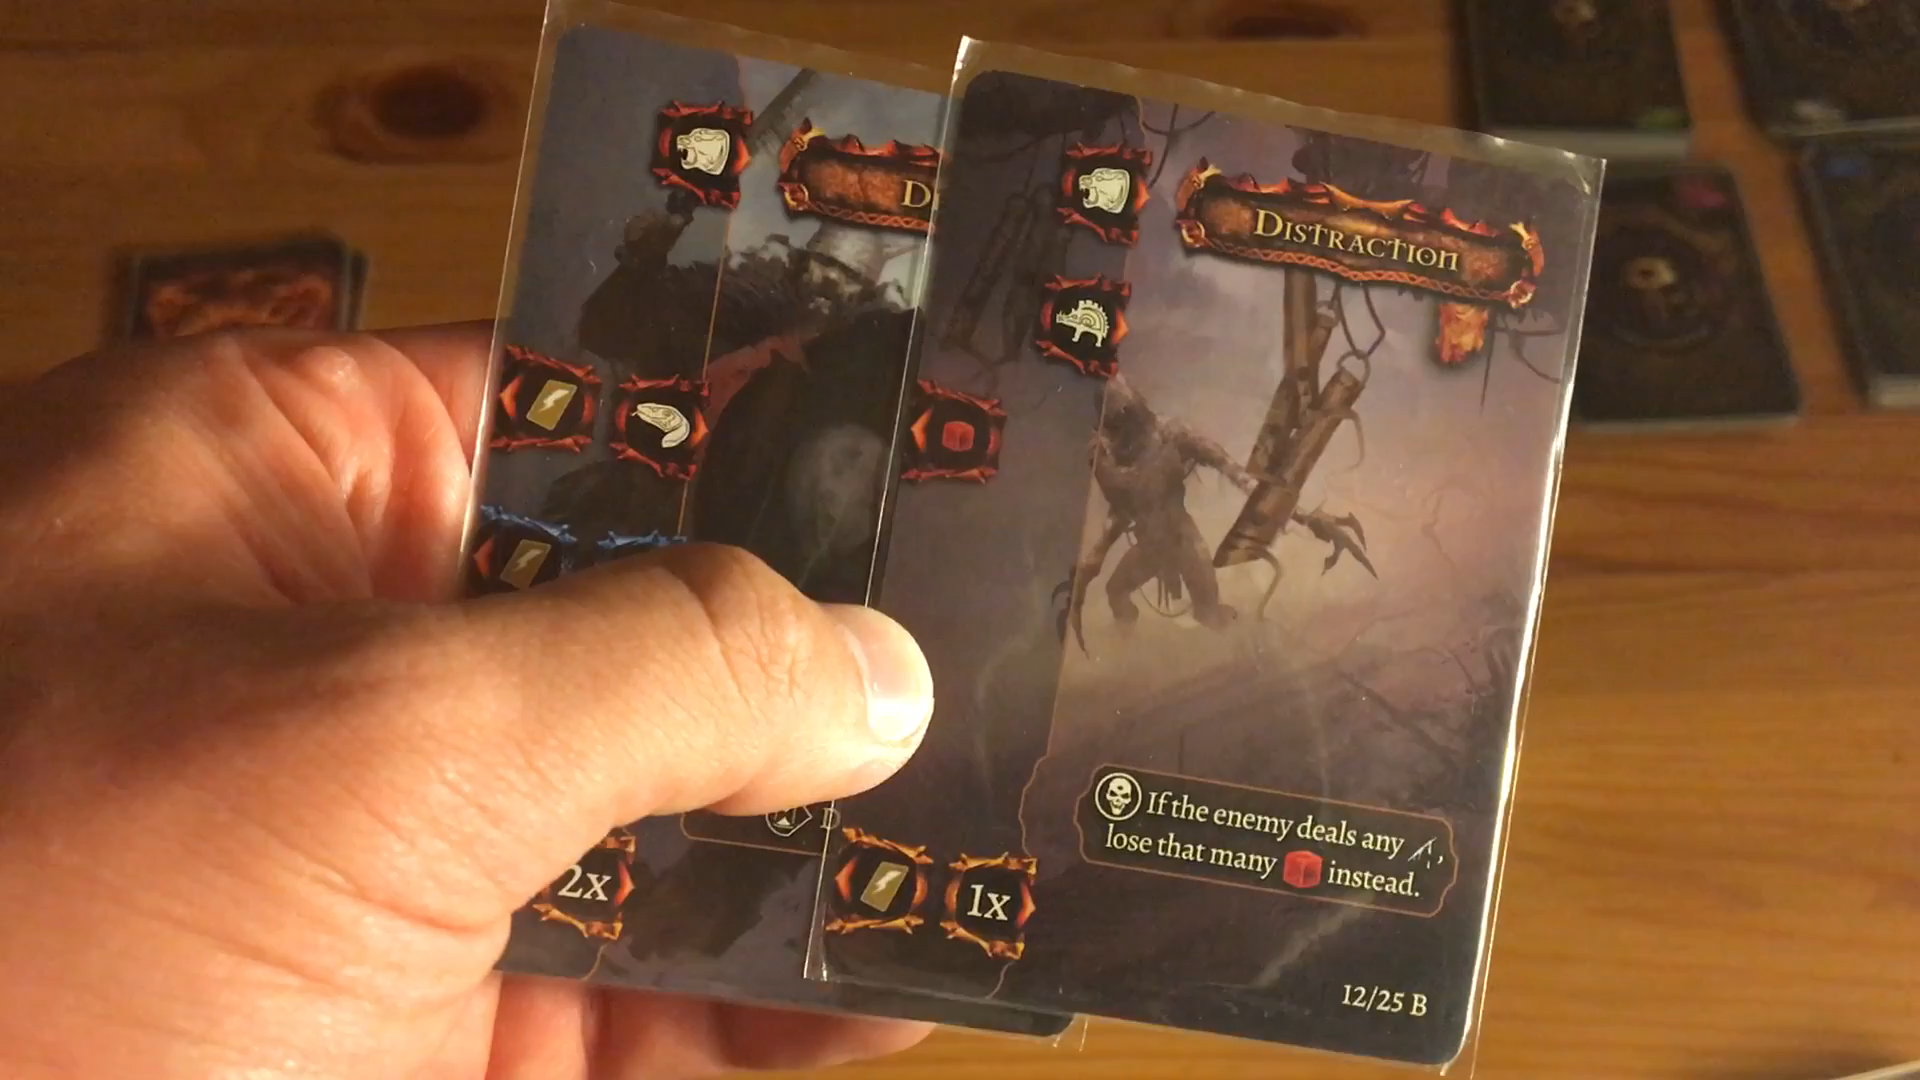 D
DISTRACTION
D
If the enemy deals any ,
lose that many instead.
2x
1x
12/25 B